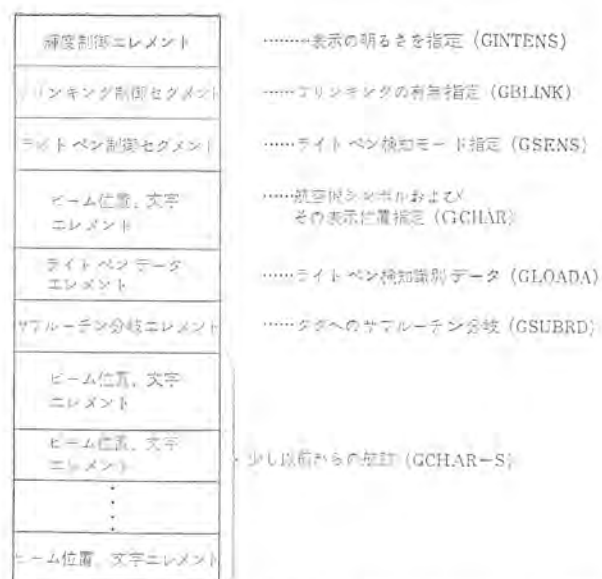 輝度制御エレメント ………表示の明るさを指定 (GINTENS)
ブリンキング制御セグメント ……ブリンキングの有無指定 (GBLINK)
ライトペン制御セグメント ……ライトペン検知モード指定 (GSENS)
ビーム位置、文字 ……航空機シンボルおよび
エレメント その表示位置指定 (GCHAR)
ライトペンデータ
エレメント ……ライトペン検知識別データ (GLOADA)
サブルーチン分岐エレメント ……タグへのサブルーチン分岐 (GSUBRD)
ビーム位置、文字
エレメント
ビーム位置、文字
エレメント 少し以前からの (GCHAR−S)
ビーム位置、文字エレメント